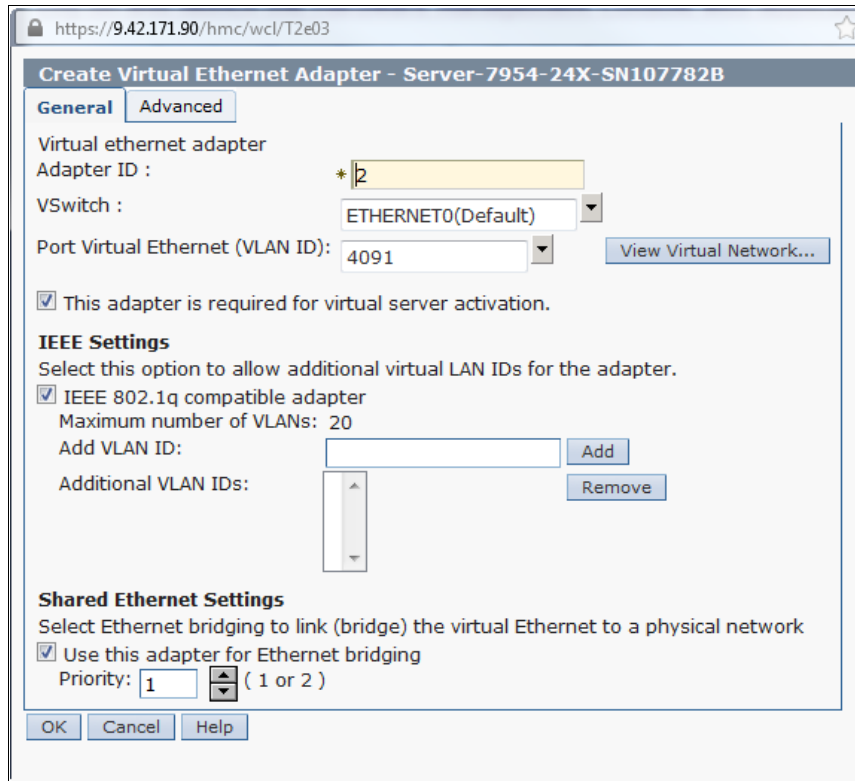 https://9.42.171.90/hmc/wcl/T2e03
Create Virtual Ethernet Adapter - Server-7954-24X-SN107782B
General Advanced
Virtual ethernet adapter
Adapter ID : * 2
VSwitch : ETHERNET0(Default)
Port Virtual Ethernet (VLAN ID): 4091 View Virtual Network...
This adapter is required for virtual server activation.
IEEE Settings
Select this option to allow additional virtual LAN IDs for the adapter.
IEEE 802.1q compatible adapter
Maximum number of VLANs: 20
Add VLAN ID: Add
Additional VLAN IDs: Remove
Shared Ethernet Settings
Select Ethernet bridging to link (bridge) the virtual Ethernet to a physical network
Use this adapter for Ethernet bridging
Priority: 1 ( 1 or 2 )
OK Cancel Help